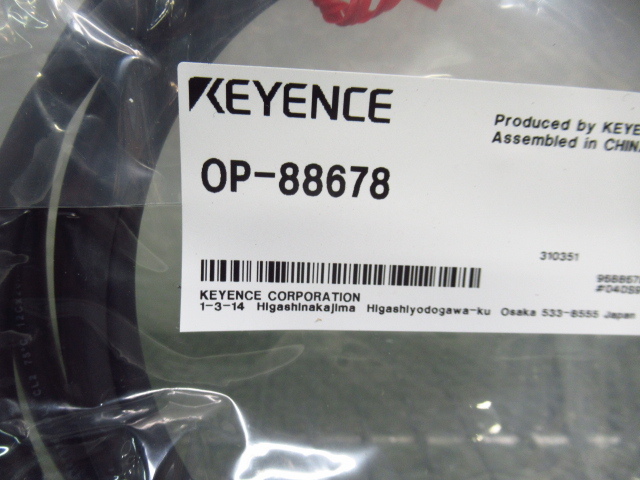 KEYENCE
Produced by KEYE
Assembled in CHINA
OP-88678
310351
KEYENCE CORPORATION
1-3-14 Higashinakajima Higashiyodogawa-ku Osaka 533-8555 Japan